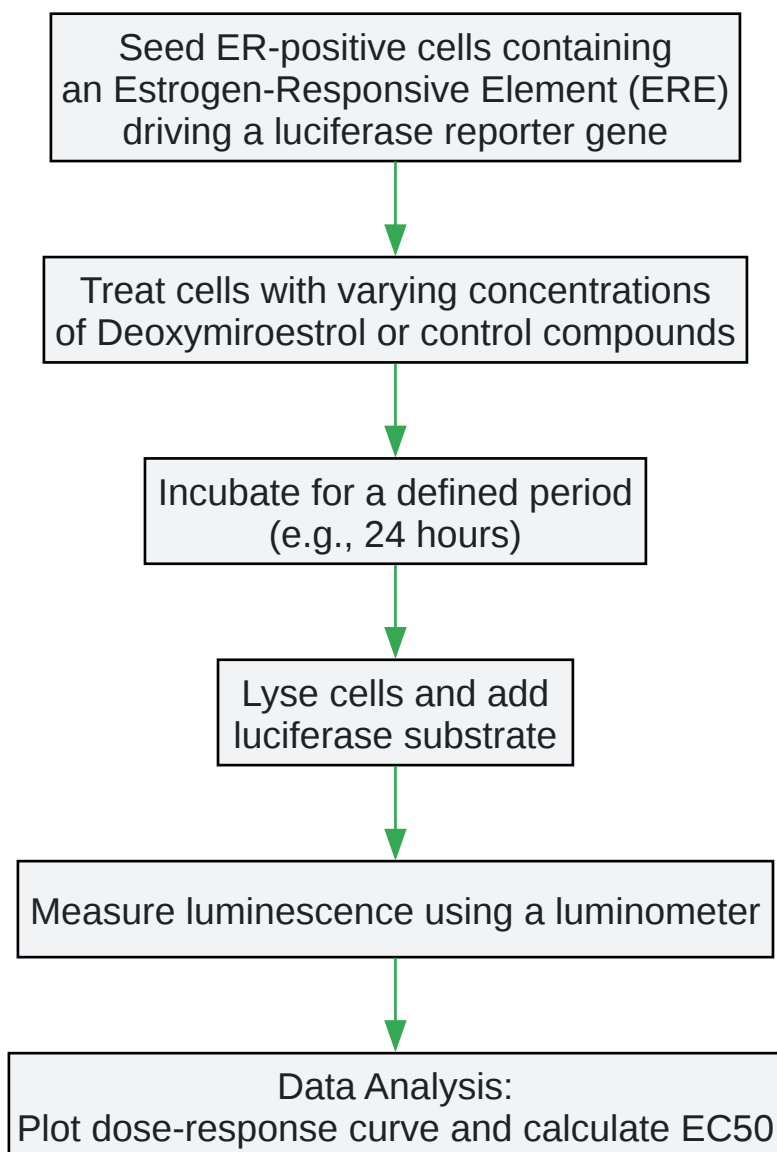 Seed ER-positive cells containing
an Estrogen-Responsive Element (ERE)
driving a luciferase reporter gene
Treat cells with varying concentrations
of Deoxymiroestrol or control compounds
Incubate for a defined period
(e.g., 24 hours)
Lyse cells and add
luciferase substrate
Measure luminescence using a luminometer
Data Analysis:
Plot dose-response curve and calculate EC50